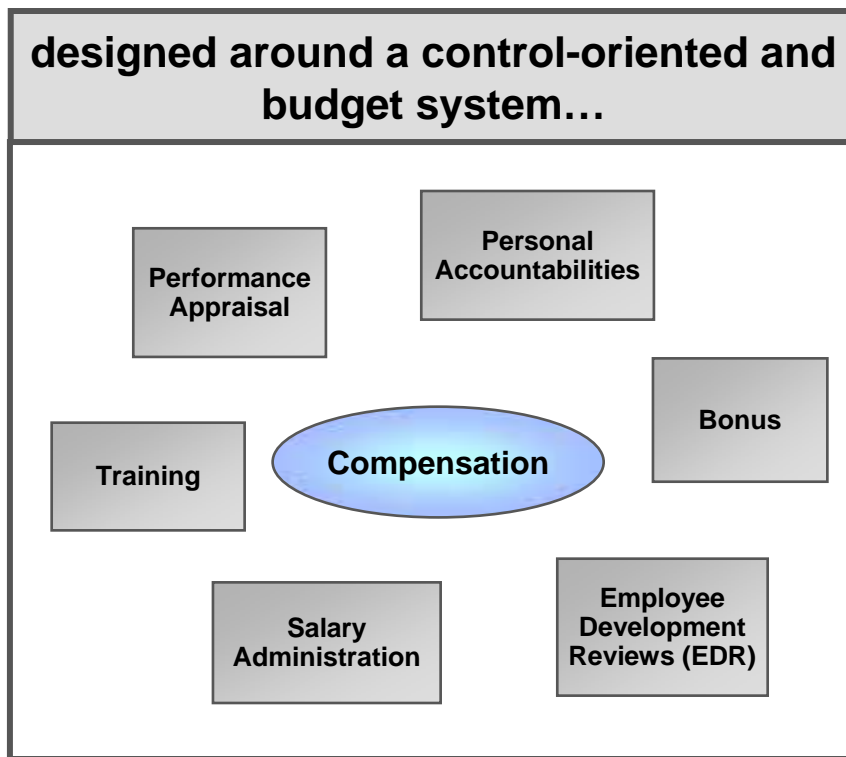 designed around a control-oriented and
budget system…
Personal
Accountabilities
Performance
Appraisal
Bonus
Compensation
Training
Employee
Development
Reviews (EDR)
Salary
Administration